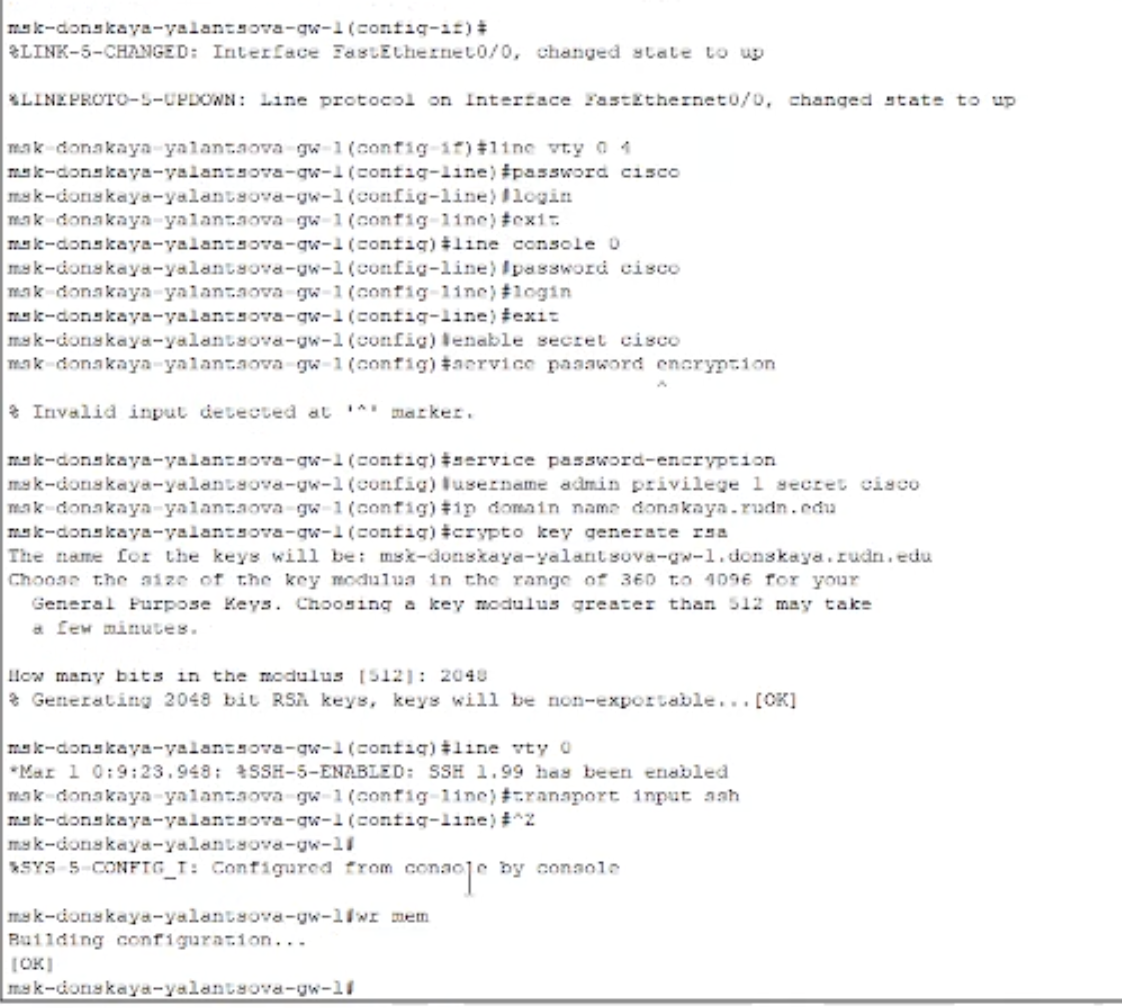 msk-donskaya-yalantsova-gw-1(config-if)#
%LINK-5-CHANGED: Interface FastEthernet0/0, changed state to up
%LINEPROTO-5-UPDOWN: Line protocol on Interface FastEthernet0/0, changed state to up
msk-donskaya-yalantsova-gw-1(config-if)#line vty 0 4
msk-donskaya-yalantsova-gw-1(config-line)#password cisco
msk-donskaya-yalantsova-gw-1(config-line)#login
msk-donskaya-yalantsova-gw-1(config-line)#exit
msk-donskaya-yalantsova-gw-1(config)#line console 0
msk-donskaya-yalantsova-gw-1(config-line)#password cisco
msk-donskaya-yalantsova-gw-1(config-line)#login
msk-donskaya-yalantsova-gw-1(config-line)#exit
msk-donskaya-yalantsova-gw-1(config)#enable secret cisco
msk-donskaya-yalantsova-gw-1(config)#service password encryption
^
% Invalid input detected at '^' marker.
msk-donskaya-yalantsova-gw-1(config)#service password-encryption
msk-donskaya-yalantsova-gw-1(config)#username admin privilege 1 secret cisco
msk-donskaya-yalantsova-gw-1(config)#ip domain name donskaya.rudn.edu
msk-donskaya-yalantsova-gw-1(config)#crypto key generate rsa
The name for the keys will be: msk-donskaya-yalantsova-gw-1.donskaya.rudn.edu
Choose the size of the key modulus in the range of 360 to 4096 for your
General Purpose Keys. Choosing a key modulus greater than 512 may take
a few minutes.
How many bits in the modulus [512]: 2048
% Generating 2048 bit RSA keys, keys will be non-exportable...[OK]
msk-donskaya-yalantsova-gw-1(config)#line vty 0
*Mar 1 0:9:23.948: %SSH-5-ENABLED: SSH 1.99 has been enabled
msk-donskaya-yalantsova-gw-1(config-line)#transport input ssh
msk-donskaya-yalantsova-gw-1(config-line)#^Z
msk-donskaya-yalantsova-gw-1#
%SYS-5-CONFIG_I: Configured from console by console
msk-donskaya-yalantsova-gw-1#wr mem
Building configuration...
[OK]
msk-donskaya-yalantsova-gw-1#